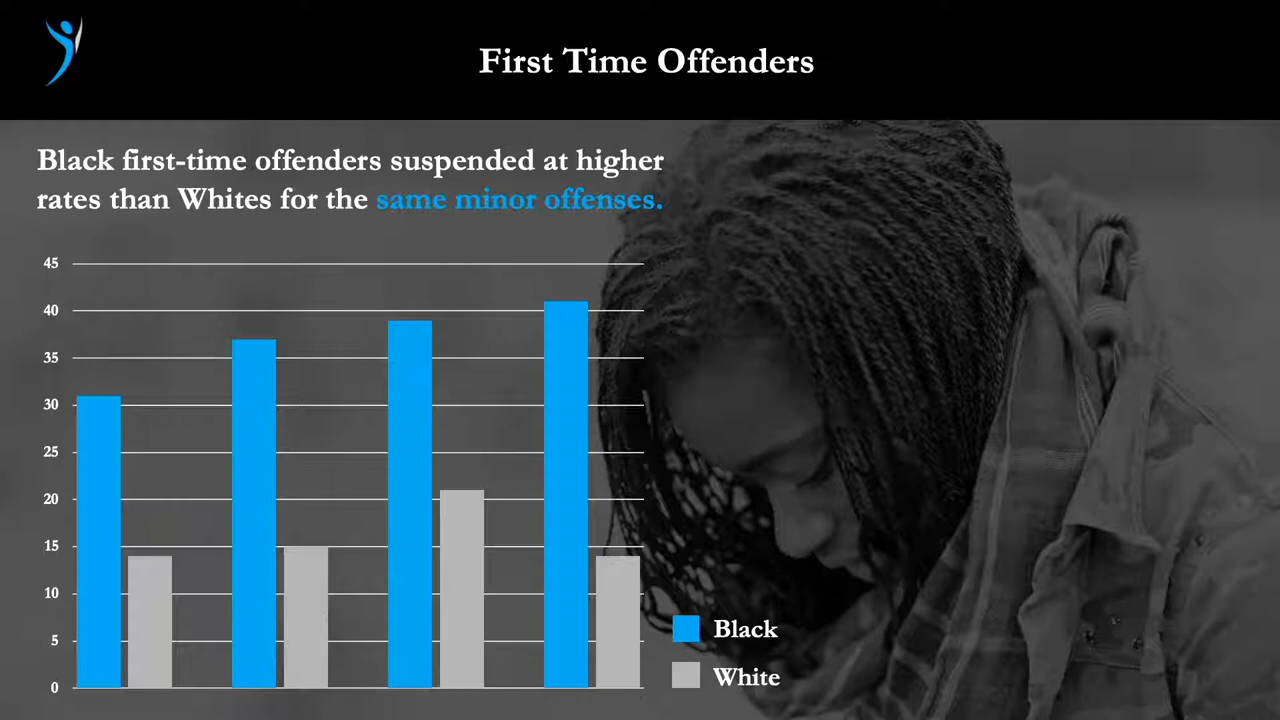 First Time Offenders
Black first-time offenders suspended at higher
rates than Whites for the same minor offenses.
45
40
35
30
25
20
15
10
5
0
Black
White